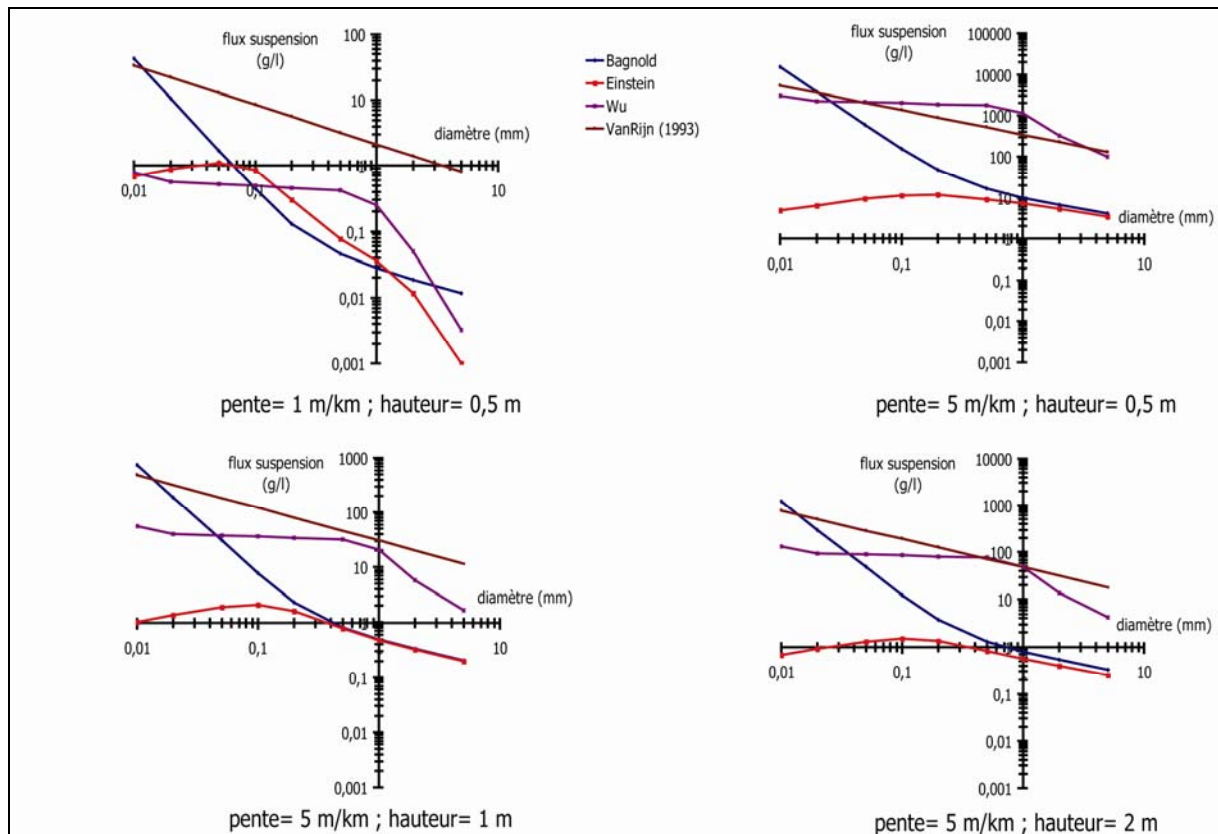 flux suspension
(g/l)
100
10
0,1
0,01
0,001
0,01
0,1
10
diamètre (mm)
pente= 1 m/km ; hauteur= 0,5 m
Bagnold
Einstein
Wu
VanRijn (1993)
flux suspension
(g/l)
100000
10000
1000
100
10
0,1
0,01
0,001
0,01
0,1
10
diamètre (mm)
pente= 5 m/km ; hauteur= 0,5 m
flux suspension
(g/l)
1000
100
10
0,1
0,01
0,001
0,01
0,1
10
diamètre (mm)
pente= 5 m/km ; hauteur= 1 m
flux suspension
(g/l)
10000
1000
100
10
0,1
0,01
0,001
0,01
0,1
10
diamètre (mm)
pente= 5 m/km ; hauteur= 2 m